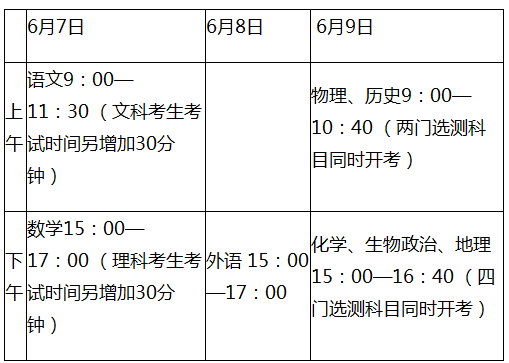 6月7日
6月8日
6月9日
上
午
语文9：00—
11：30（文科考生考
试时间另增加30分
钟）
物理、历史9：00—
10：40（两门选测科
目同时开考）
下
午
数学15：00—
17：00（理科考生考
试时间另增加30分
钟）
外语 15：00
—17：00
化学、生物政治、地理
15：00—16：40（四
门选测科目同时开考）